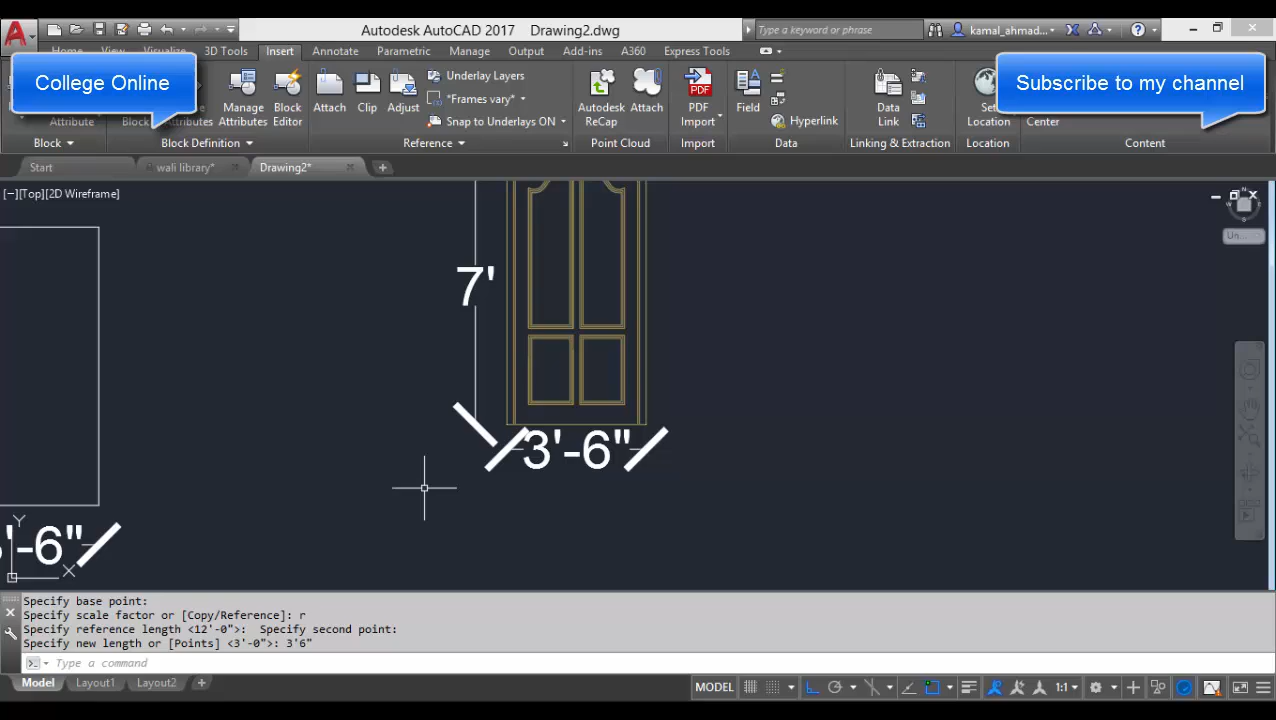 Autodesk AutoCAD 2017 Drawing2.dwg
Type a keyword or phrase
kamal_ahmad...
Home View Visualize 3D Tools Insert Annotate Parametric Manage Output Add-ins A360 Express Tools
College Online
Subscribe to my channel
Underlay Layers
*Frames vary*
Snap to Underlays ON
Hyperlink
Manage Attributes
Block Editor
Attach
Clip
Adjust
Autodesk ReCap
Attach
PDF Import
Field
Data Link
Set Location
Attribute
Block
Attributes
Center
Block
Block Definition
Reference
Point Cloud
Import
Data
Linking & Extraction
Location
Content
Start
wali library*
Drawing2*
[−][Top][2D Wireframe]
N
Un...
7'
3'-6"
'-6"
Y
X
Specify base point:
Specify scale factor or [Copy/Reference]: r
Specify reference length <12'-0">: Specify second point:
Specify new length or [Points] <3'-0">: 3'6"
Type a command
Model Layout1 Layout2
MODEL
1:1